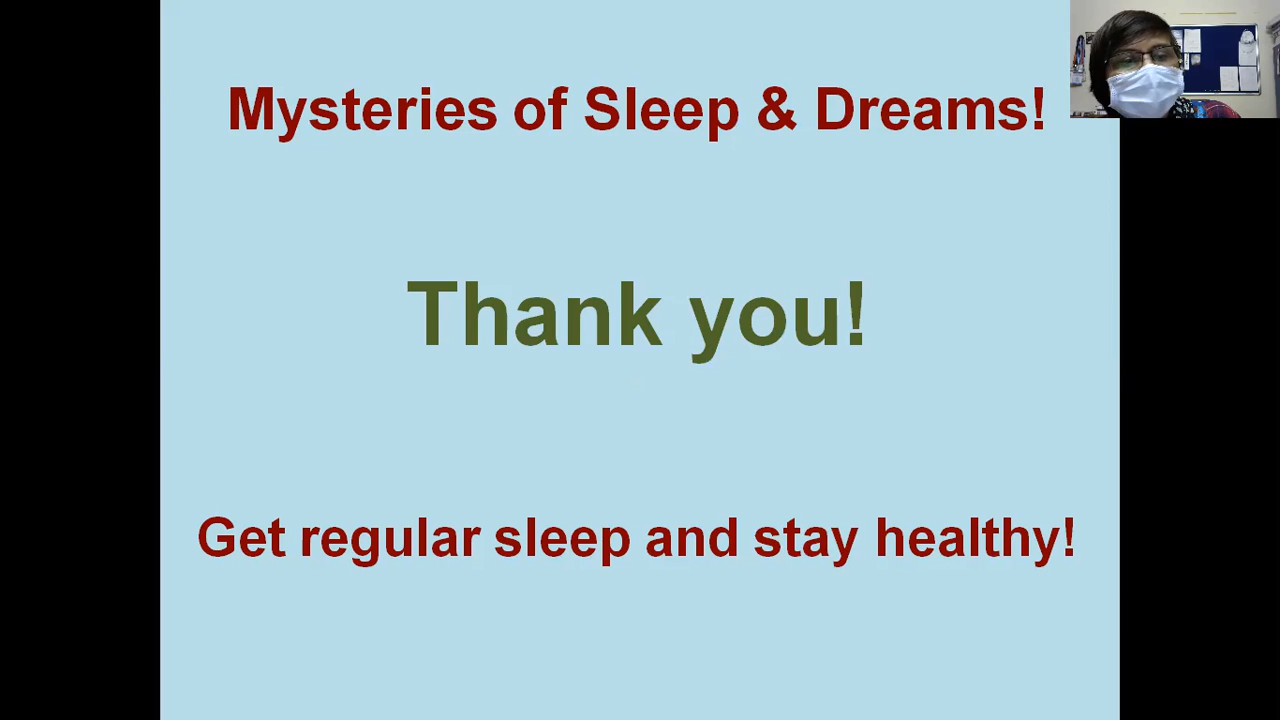 Mysteries of Sleep & Dreams!
Thank you!
Get regular sleep and stay healthy!